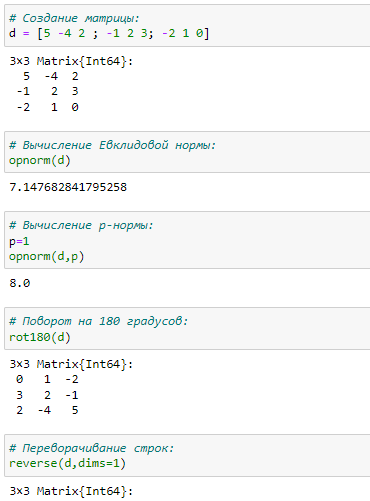 # Создание матрицы:
d = [5 -4 2 ; -1 2 3; -2 1 0]
3×3 Matrix{Int64}:
5 -4 2
-1 2 3
-2 1 0
# Вычисление Евклидовой нормы:
opnorm(d)
7.147682841795258
# Вычисление p-нормы:
p=1
opnorm(d,p)
8.0
# Поворот на 180 градусов:
rot180(d)
3×3 Matrix{Int64}:
0 1 -2
3 2 -1
2 -4 5
# Переворачивание строк:
reverse(d,dims=1)
3×3 Matrix{Int64}: